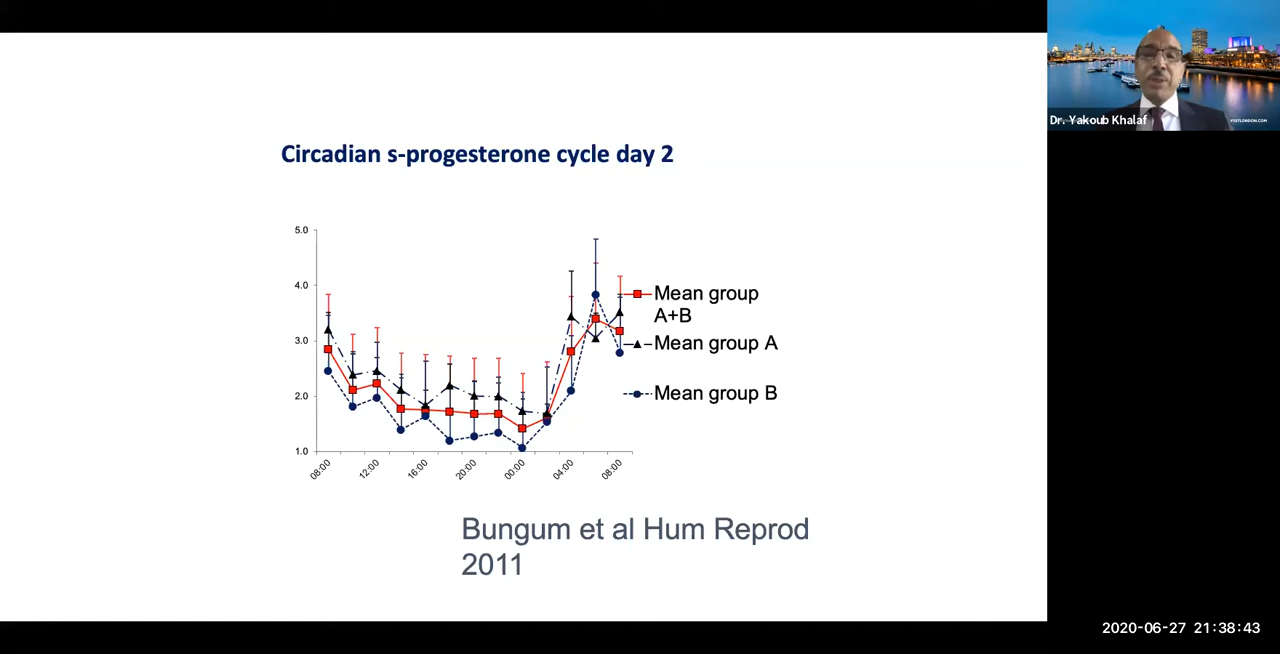 Circadian s-progesterone cycle day 2
5.0
4.0
3.0
2.0
1.0
08:00
12:00
16:00
20:00
00:00
04:00
08:00
Mean group
A+B
Mean group A
Mean group B
Bungum et al Hum Reprod
2011
Dr. Yakoub Khalaf
VISITLONDON.COM
2020-06-27 21:38:43